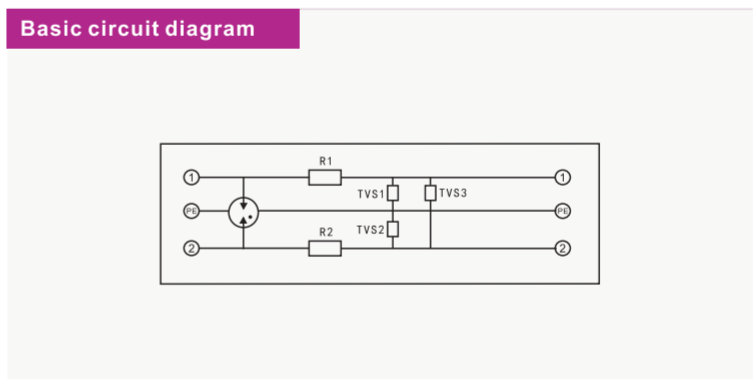 Basic circuit diagram
R1
1 1
TVS1 TVS3
PE PE
R2 TVS2
2 2